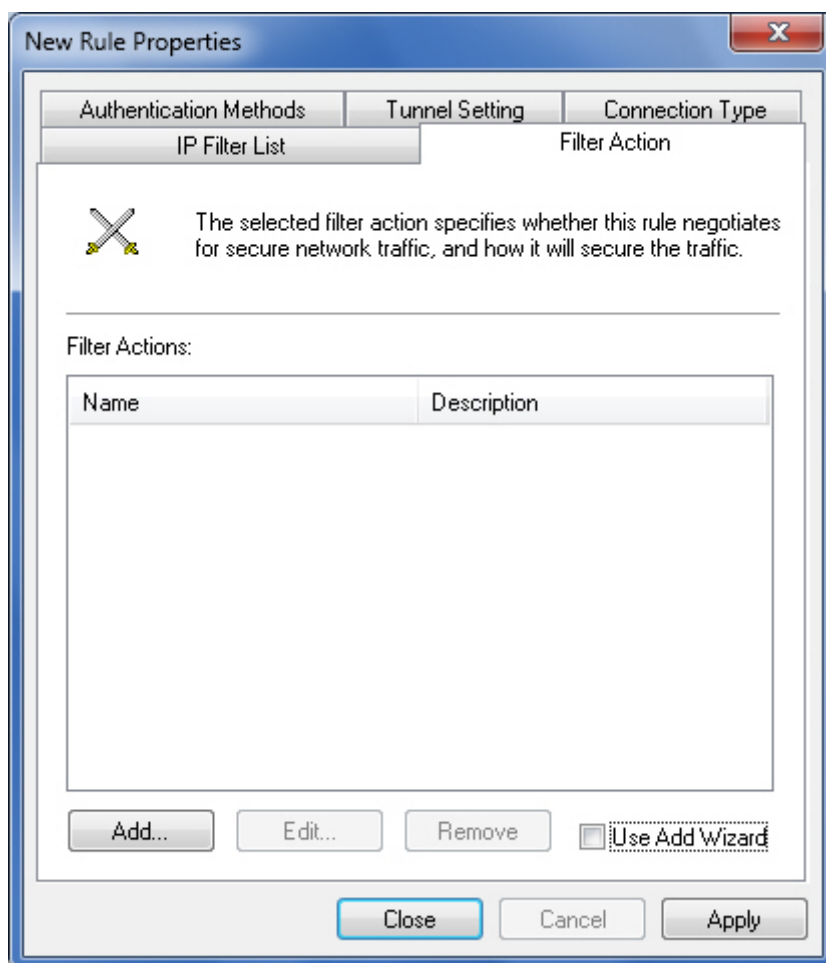 New Rule Properties
Authentication Methods
Tunnel Setting
Connection Type
IP Filter List
Filter Action
The selected filter action specifies whether this rule negotiates
for secure network traffic, and how it will secure the traffic.
Filter Actions:
Name
Description
Add...
Edit...
Remove
Use Add Wizard
Close
Cancel
Apply